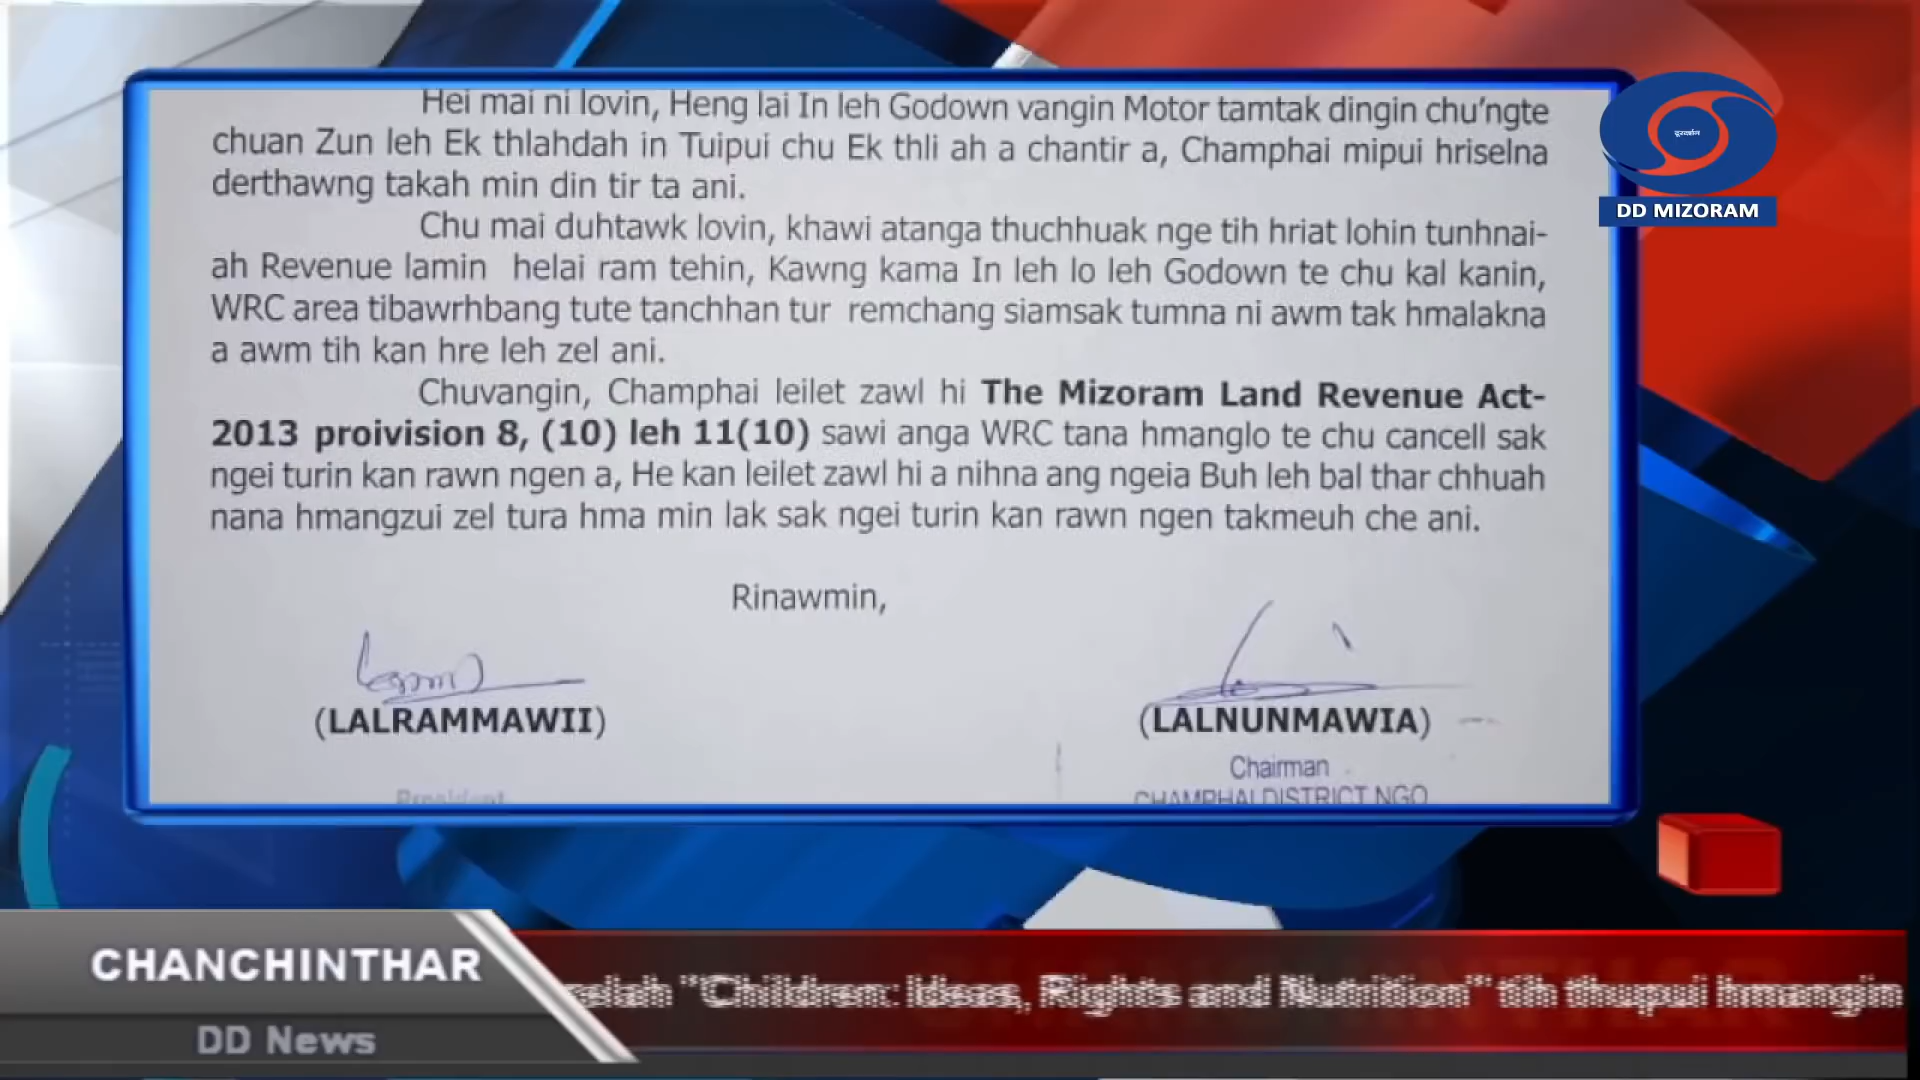 Hei mai ni lovin, Heng lai In leh Godown vangin Motor tamtak dingin chu'ngte
chuan Zun leh Ek thlahdah in Tuipui chu Ek thli ah a chantir a, Champhai mipui hriselna
derthawng takah min din tir ta ani.
Chu mai duhtawk lovin, khawi atanga thuchhuak nge tih hriat lohin tunhnai-
ah Revenue lamin helai ram tehin, Kawng kama In leh lo leh Godown te chu kal kanin,
WRC area tibawrhbang tute tanchhan tur remchang siamsak tumna ni awm tak hmalakna
a awm tih kan hre leh zel ani.
Chuvangin, Champhai leilet zawl hi The Mizoram Land Revenue Act-
2013 proivision 8, (10) leh 11(10) sawi anga WRC tana hmanglo te chu cancell sak
ngei turin kan rawn ngen a, He kan leilet zawl hi a nihna ang ngeia Buh leh bal thar chhuah
nana hmangzui zel tura hma min lak sak ngei turin kan rawn ngen takmeuh che ani.
Rinawmin,
(LALRAMMAWII)
(LALNUNMAWIA)
Chairman
President
CHAMPHAI DISTRICT NGO
दूरदर्शन
DD MIZORAM
CHANCHINTHAR
relah "Children: Ideas, Rights and Nutrition" tih thupui hmangin
DD News